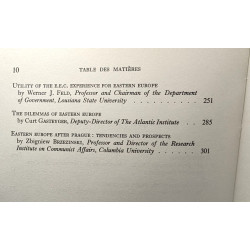 10 TABLE DES MATIÈRES
UTILITY OF THE E.E.C. EXPERIENCE FOR EASTERN EUROPE
by Werner J. FELD, Professor and Chairman of the Department
of Government, Louisiana State University . . . . . . . . 251
THE DILEMMAS OF EASTERN EUROPE
by Curt GASTEYGER, Deputy-Director of The Atlantic Institute . . 285
EASTERN EUROPE AFTER PRAGUE : TENDENCIES AND PROSPECTS
by Zbigniew BRZEZINSKI, Professor and Director of the Research
Institute on Communist Affairs, Columbia University . . . . . 301